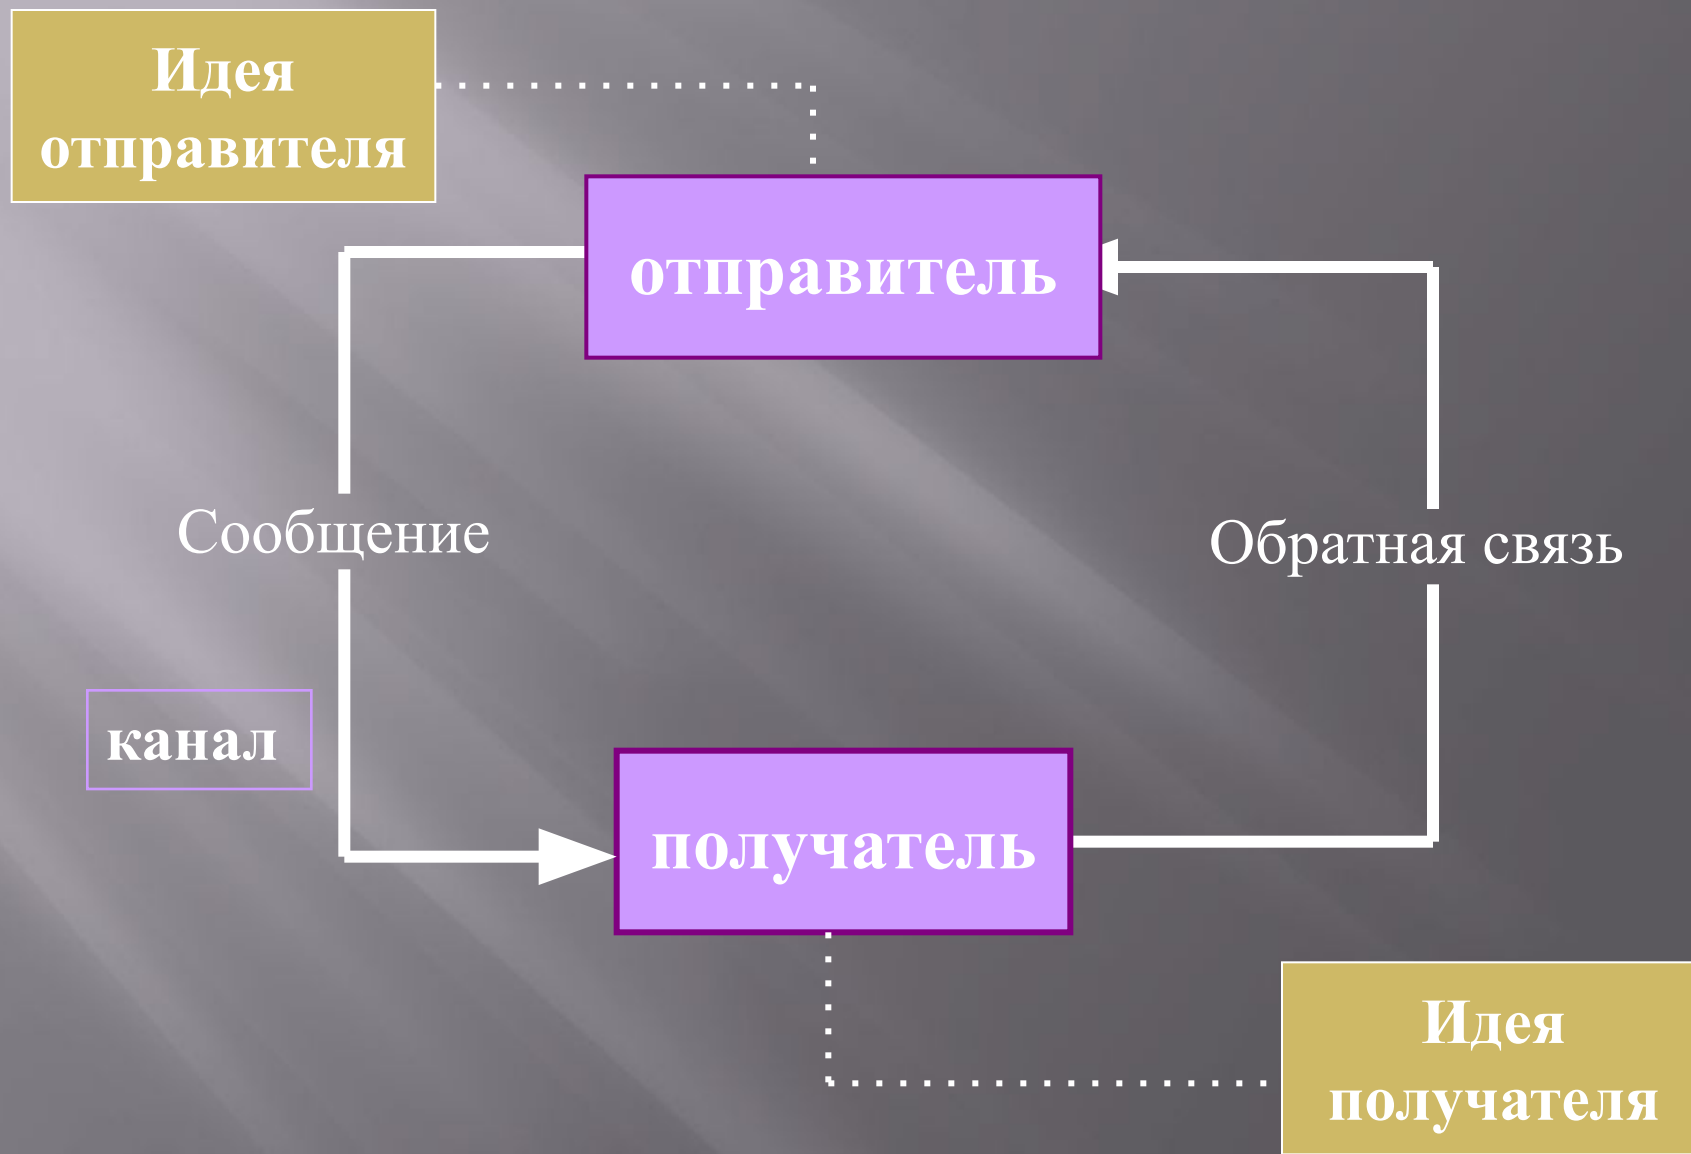 Идея
отправителя
отправитель
Сообщение
Обратная связь
канал
получатель
Идея
получателя